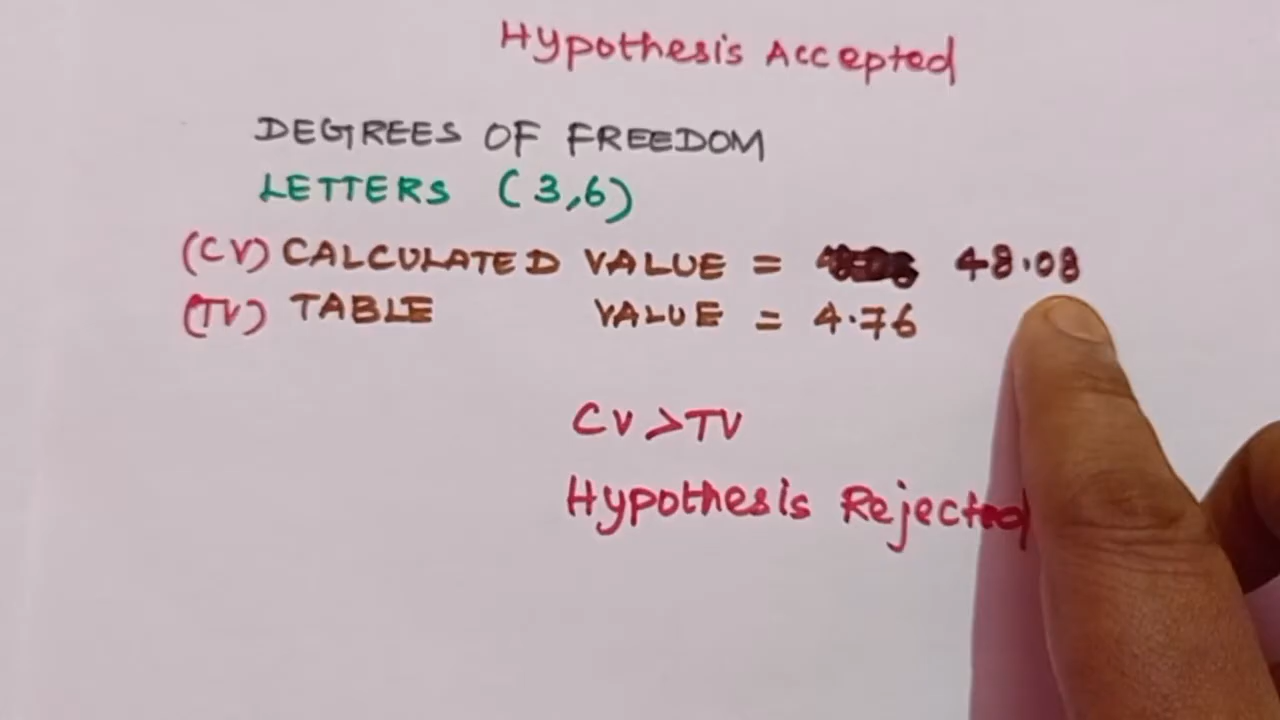 Hypothesis Accepted
DEGREES OF FREEDOM
LETTERS (3,6)
(CV) CALCULATED VALUE = 48.08
(TV) TABLE VALUE = 4.76
CV > TV
Hypothesis Rejected